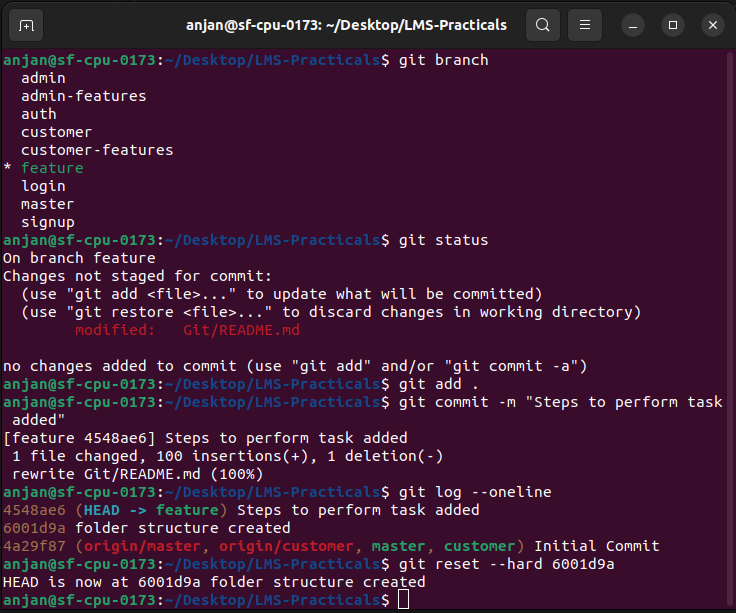 anjan@sf-cpu-0173: ~/Desktop/LMS-Practicals
anjan@sf-cpu-0173:~/Desktop/LMS-Practicals$ git branch
  admin
  admin-features
  auth
  customer
  customer-features
* feature
  login
  master
  signup
anjan@sf-cpu-0173:~/Desktop/LMS-Practicals$ git status
On branch feature
Changes not staged for commit:
  (use "git add <file>..." to update what will be committed)
  (use "git restore <file>..." to discard changes in working directory)
        modified:   Git/README.md

no changes added to commit (use "git add" and/or "git commit -a")
anjan@sf-cpu-0173:~/Desktop/LMS-Practicals$ git add .
anjan@sf-cpu-0173:~/Desktop/LMS-Practicals$ git commit -m "Steps to perform task
 added"
[feature 4548ae6] Steps to perform task added
 1 file changed, 100 insertions(+), 1 deletion(-)
 rewrite Git/README.md (100%)
anjan@sf-cpu-0173:~/Desktop/LMS-Practicals$ git log --oneline
4548ae6 (HEAD -> feature) Steps to perform task added
6001d9a folder structure created
4a29f87 (origin/master, origin/customer, master, customer) Initial Commit
anjan@sf-cpu-0173:~/Desktop/LMS-Practicals$ git reset --hard 6001d9a
HEAD is now at 6001d9a folder structure created
anjan@sf-cpu-0173:~/Desktop/LMS-Practicals$